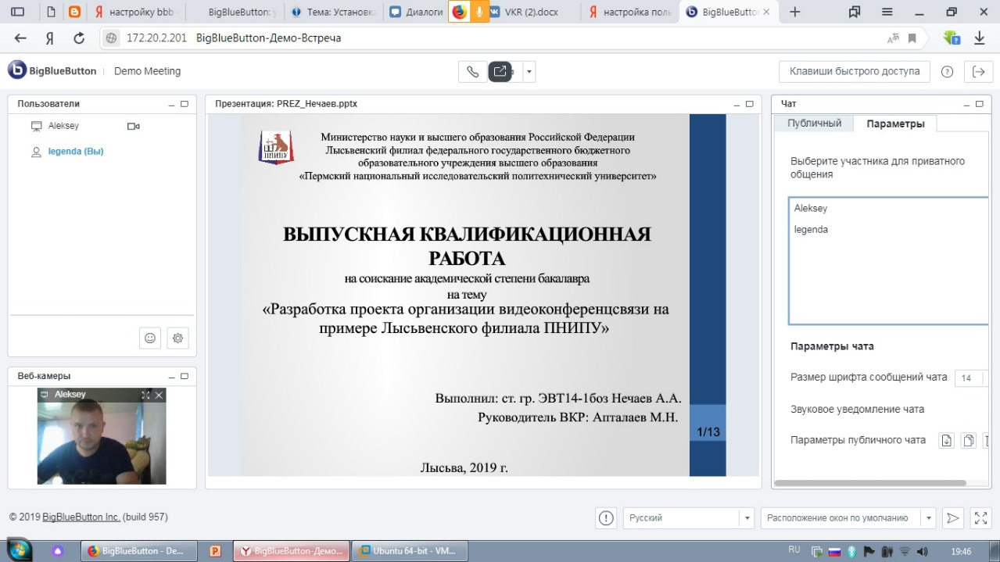 настройку bbb -
BigBlueButton: у
Тема: Установка
Диалоги
VKR (2).docx
настройка поль
BigBlueButto
Я
172.20.2.201 BigBlueButton-Демо-Встреча
BigBlueButton
Demo Meeting
Клавиши быстрого доступа
Пользователи
Aleksey
legenda (Вы)
Презентация: PREZ_Нечаев.pptx
ПНИПУ
Министерство науки и высшего образования Российской Федерации
Лысьвенский филиал федерального государственного бюджетного
образовательного учреждения высшего образования
«Пермский национальный исследовательский политехнический университет»
ВЫПУСКНАЯ КВАЛИФИКАЦИОННАЯ
РАБОТА
на соискание академической степени бакалавра
на тему
«Разработка проекта организации видеоконференцсвязи на
примере Лысьвенского филиала ПНИПУ»
Выполнил: ст. гр. ЭВТ14-1боз Нечаев А.А.
Руководитель ВКР: Апталаев М.Н.
1/13
Лысьва, 2019 г.
Чат
Публичный
Параметры
Выберите участника для приватного
общения
Aleksey
legenda
Параметры чата
Размер шрифта сообщений чата 14
Звуковое уведомление чата
Параметры публичного чата
Веб-камеры
Aleksey
© 2019 BigBlueButton Inc. (build 957)
Русский
Расположение окон по умолчанию
BigBlueButton - De...
BigBlueButton-Демо...
Ubuntu 64-bit - VM...
RU
19:46